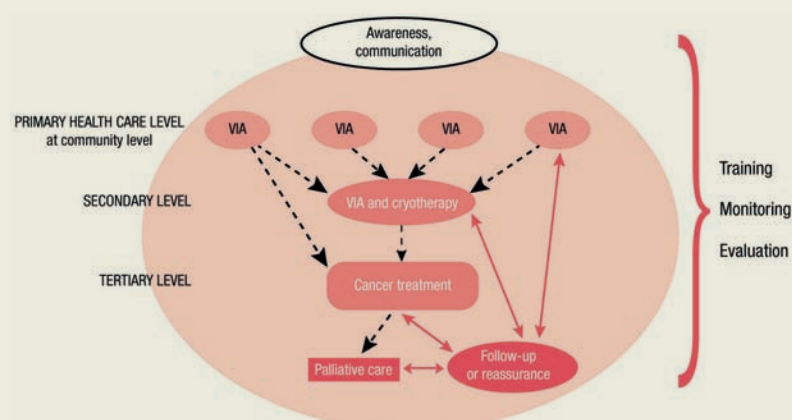 Awareness,
communication
PRIMARY HEALTH CARE LEVEL
at community level
VIA
VIA
VIA
VIA
SECONDARY LEVEL
VIA and cryotherapy
TERTIARY LEVEL
Cancer treatment
Palliative care
Follow-up
or reassurance
Training
Monitoring
Evaluation